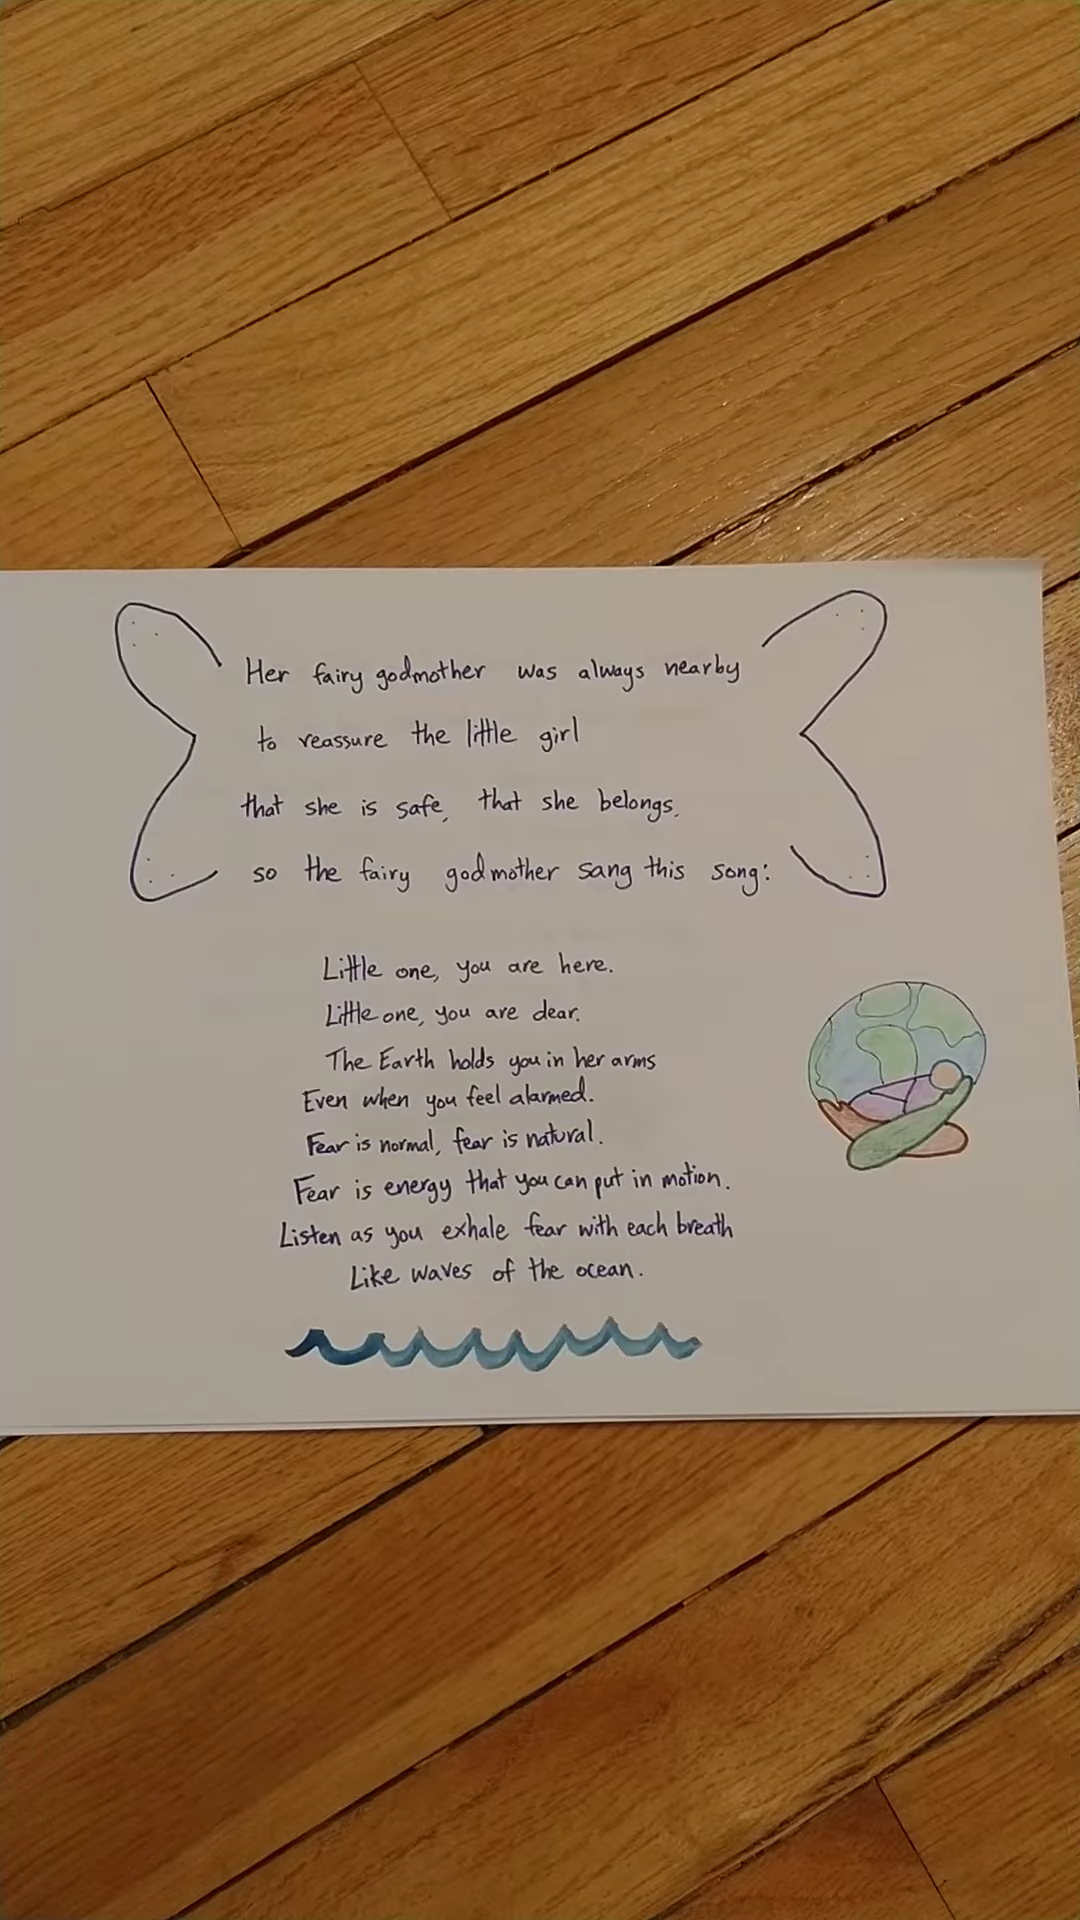 Her fairy godmother was always nearby
to reassure the little girl
that she is safe, that she belongs,
so the fairy godmother sang this song:
Little one, you are here.
Little one, you are dear.
The Earth holds you in her arms
Even when you feel alarmed.
Fear is normal, fear is natural.
Fear is energy that you can put in motion.
Listen as you exhale fear with each breath
Like waves of the ocean.